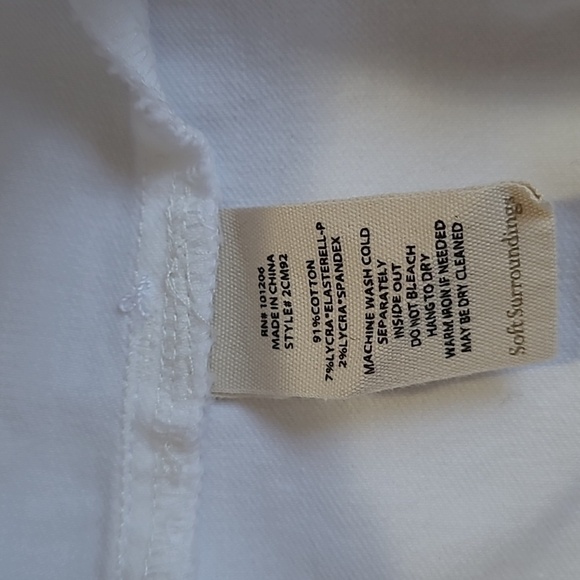 RN# 101206
MADE IN CHINA
STYLE# 2CM92
91%COTTON
7%LYCRA*ELASTERELL-P
2%LYCRA*SPANDEX
MACHINE WASH COLD
SEPARATELY
INSIDE OUT
DO NOT BLEACH
HANG TO DRY
WARM IRON IF NEEDED
MAY BE DRY CLEANED
Soft Surroundings